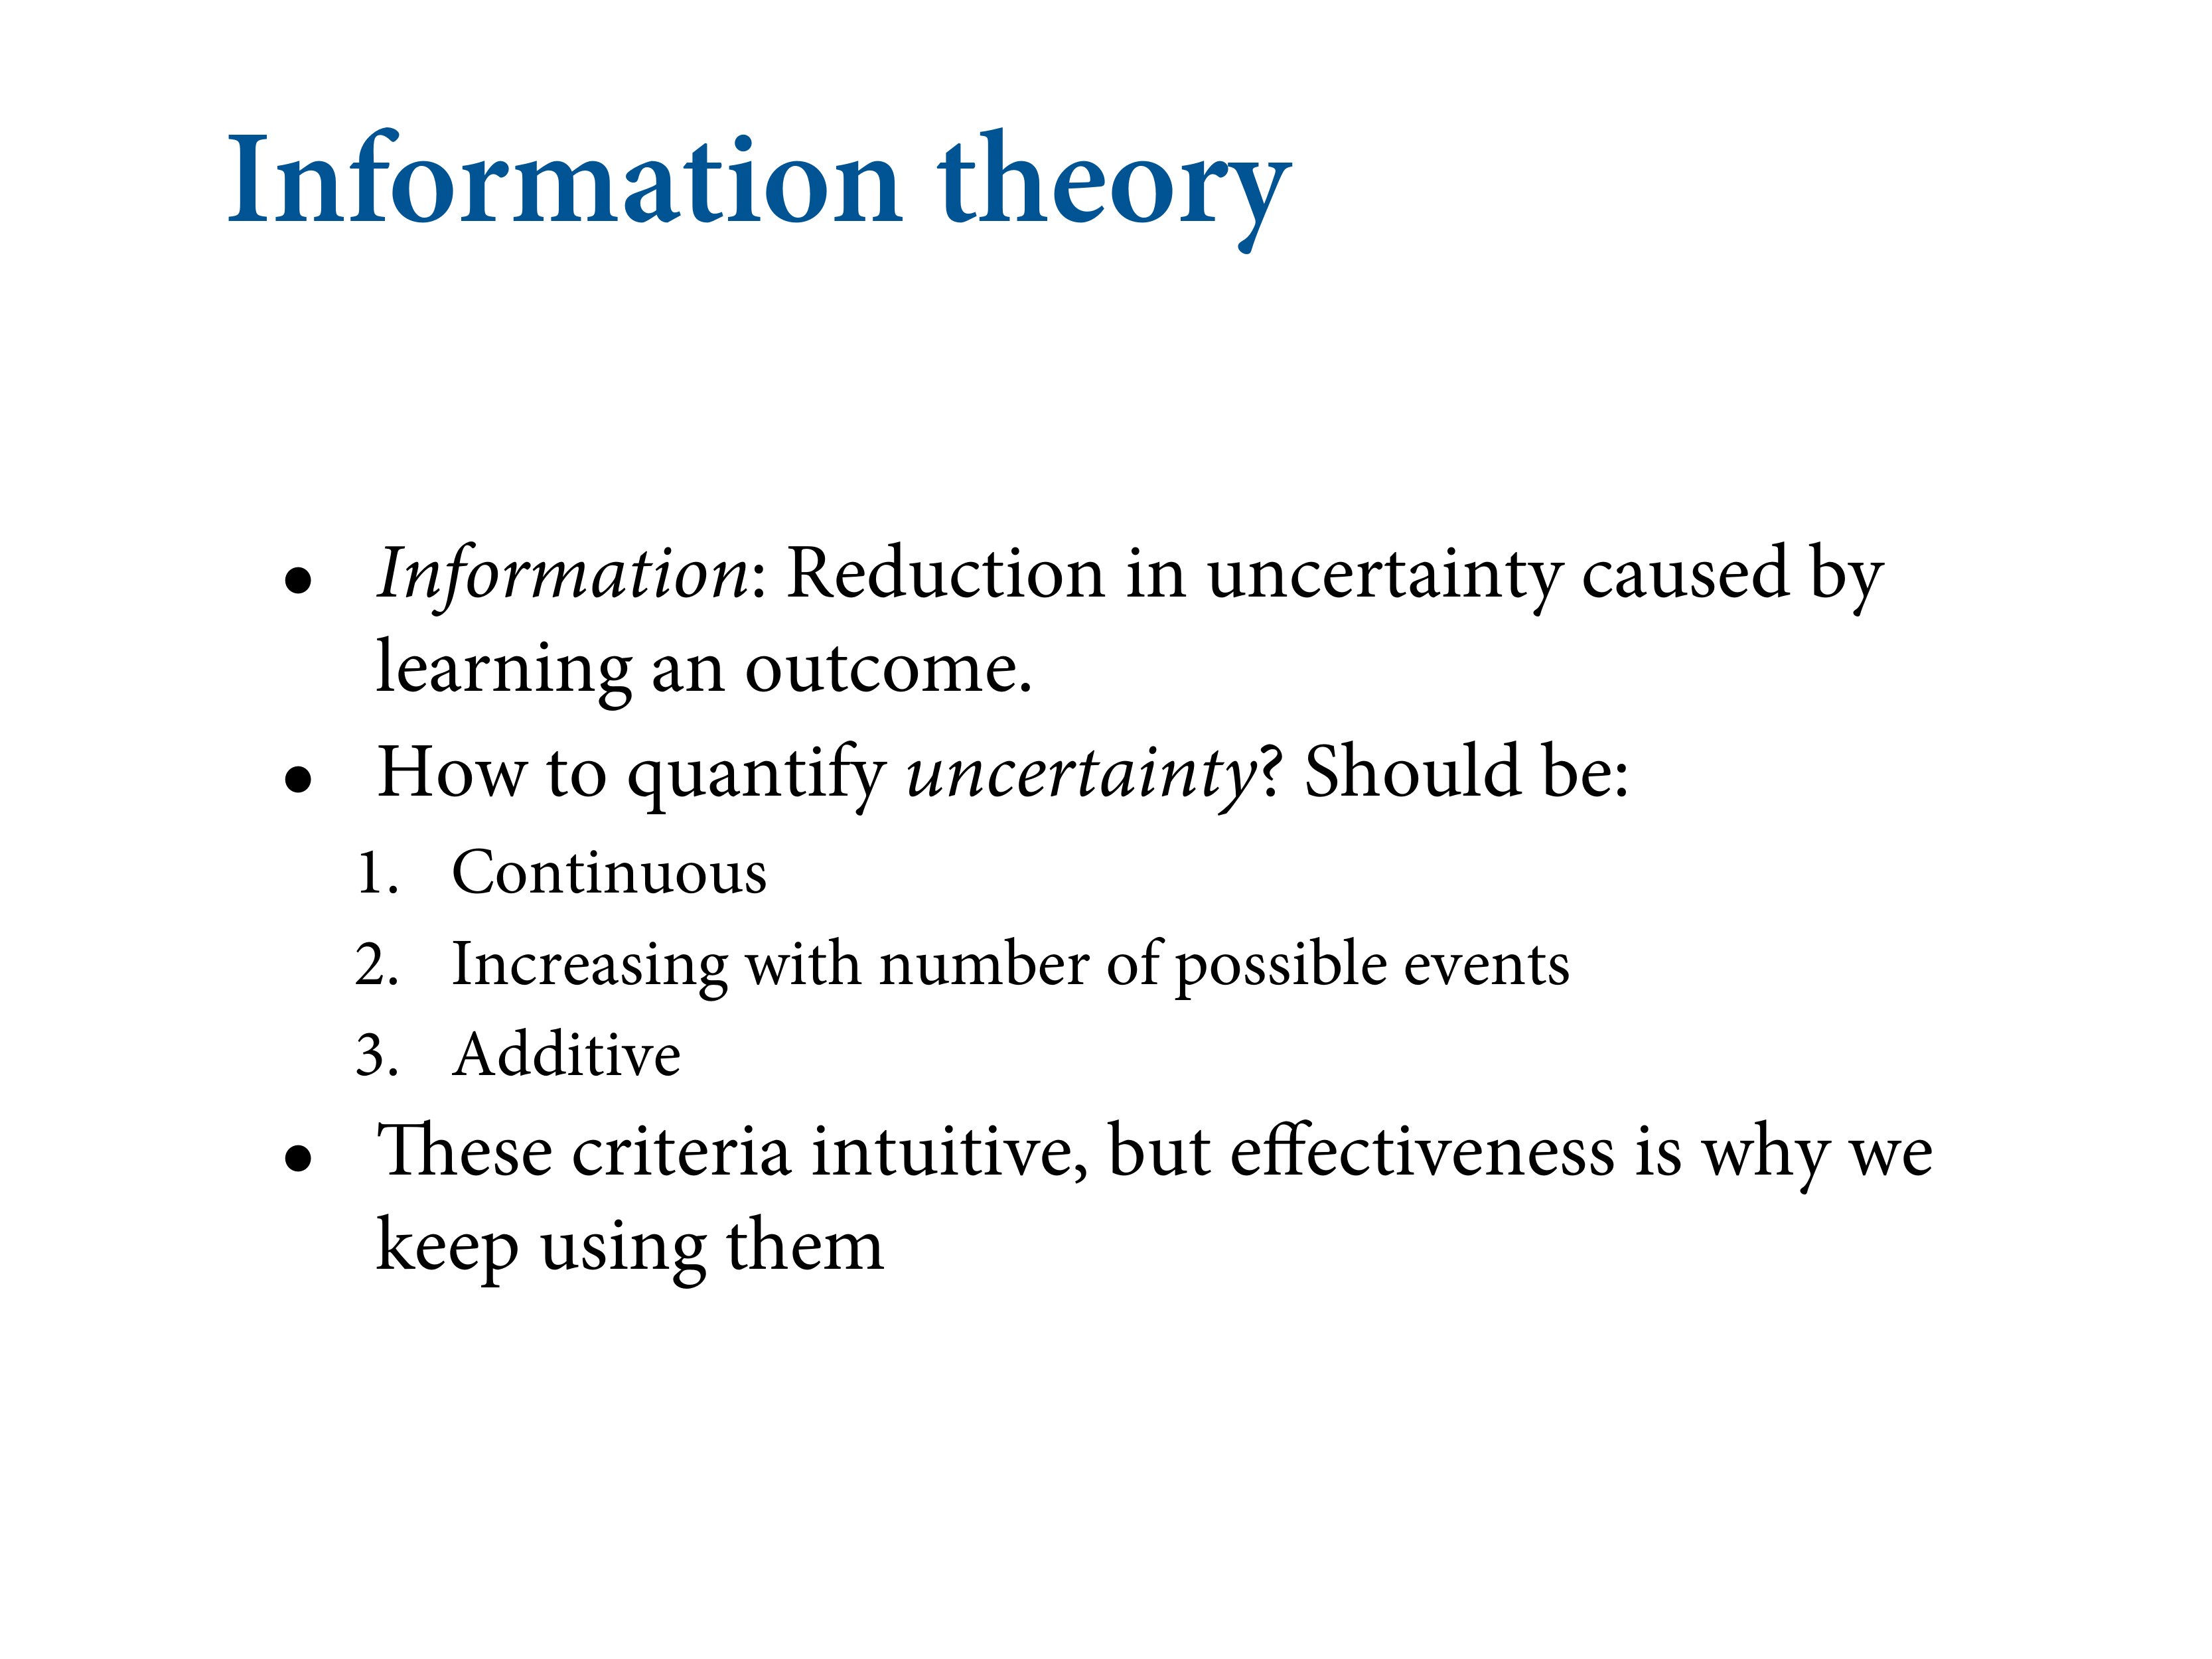 Information theory
• Information: Reduction in uncertainty caused by
learning an outcome.
• How to quantify uncertainty? Should be:
1. Continuous
2. Increasing with number of possible events
3. Additive
• These criteria intuitive, but effectiveness is why we
keep using them